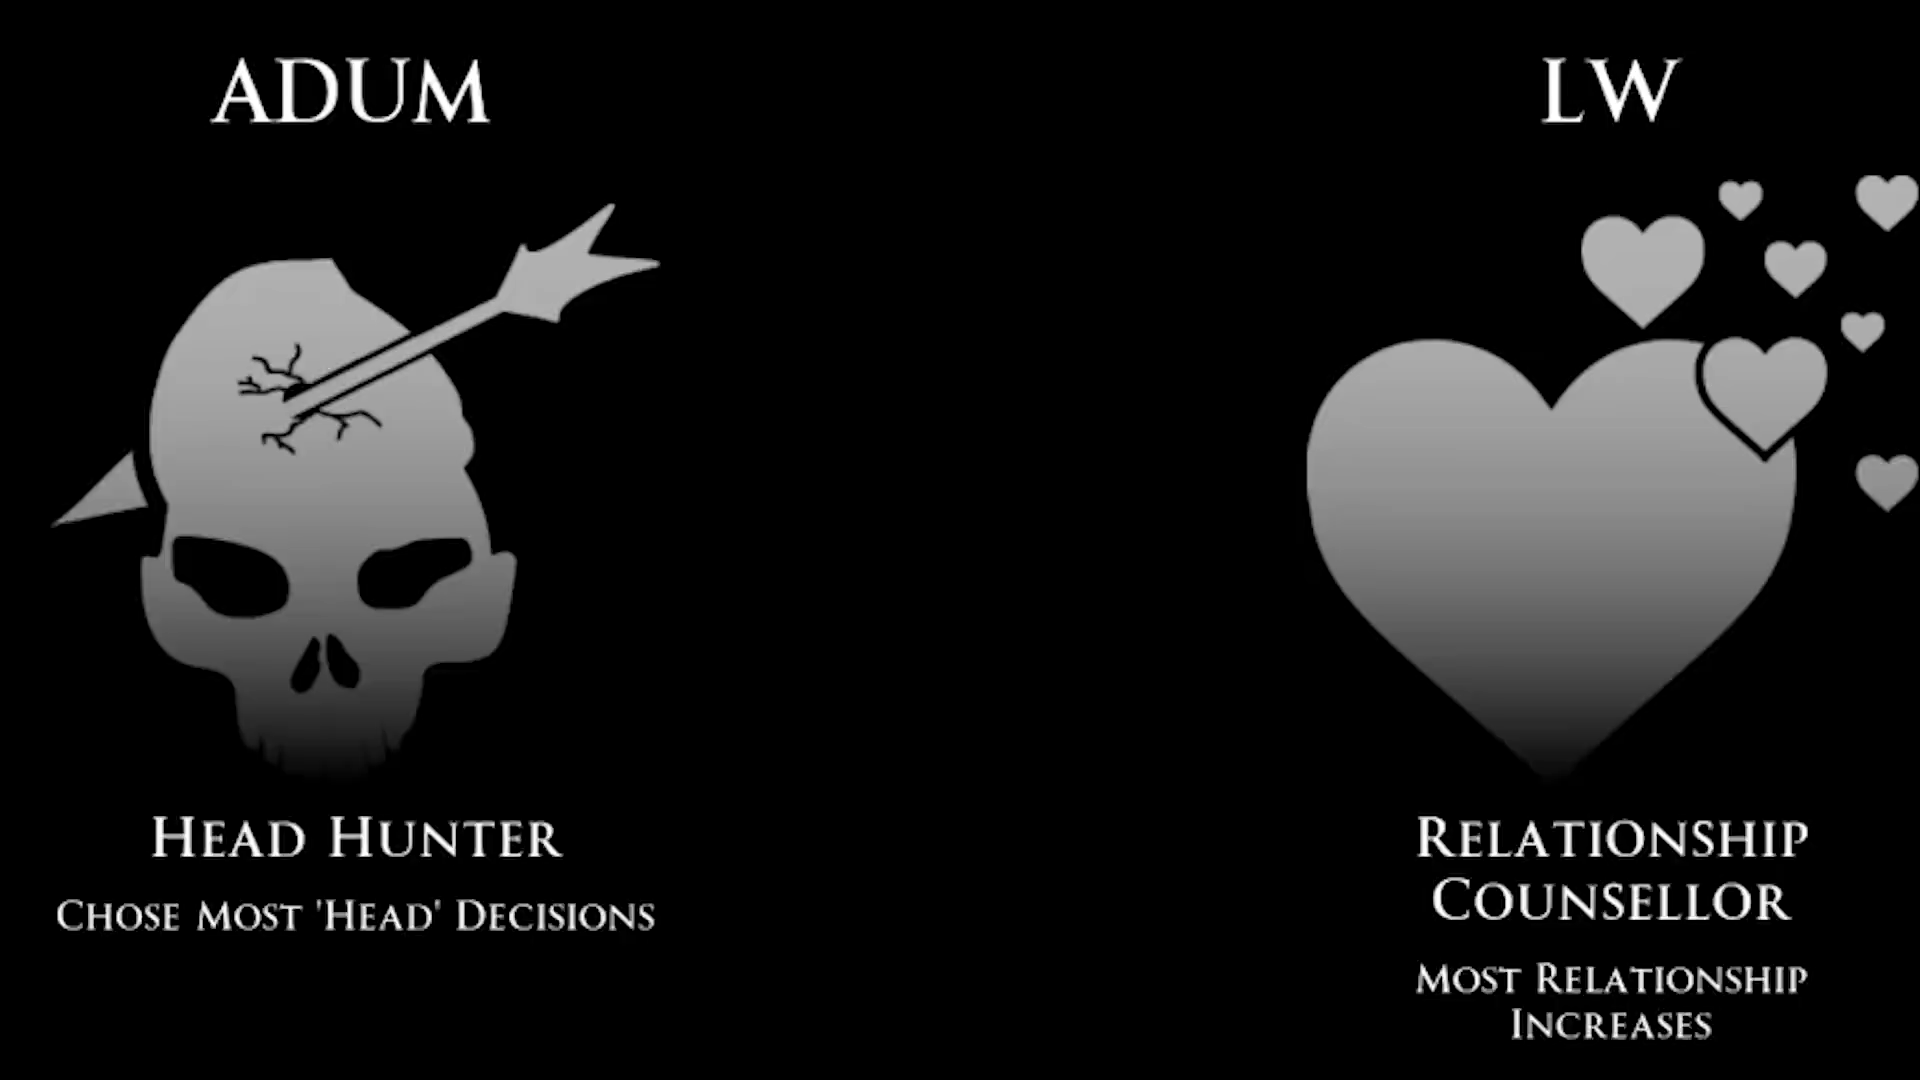 ADUM
LW
HEAD HUNTER
CHOSE MOST 'HEAD' DECISIONS
RELATIONSHIP
COUNSELLOR
MOST RELATIONSHIP
INCREASES